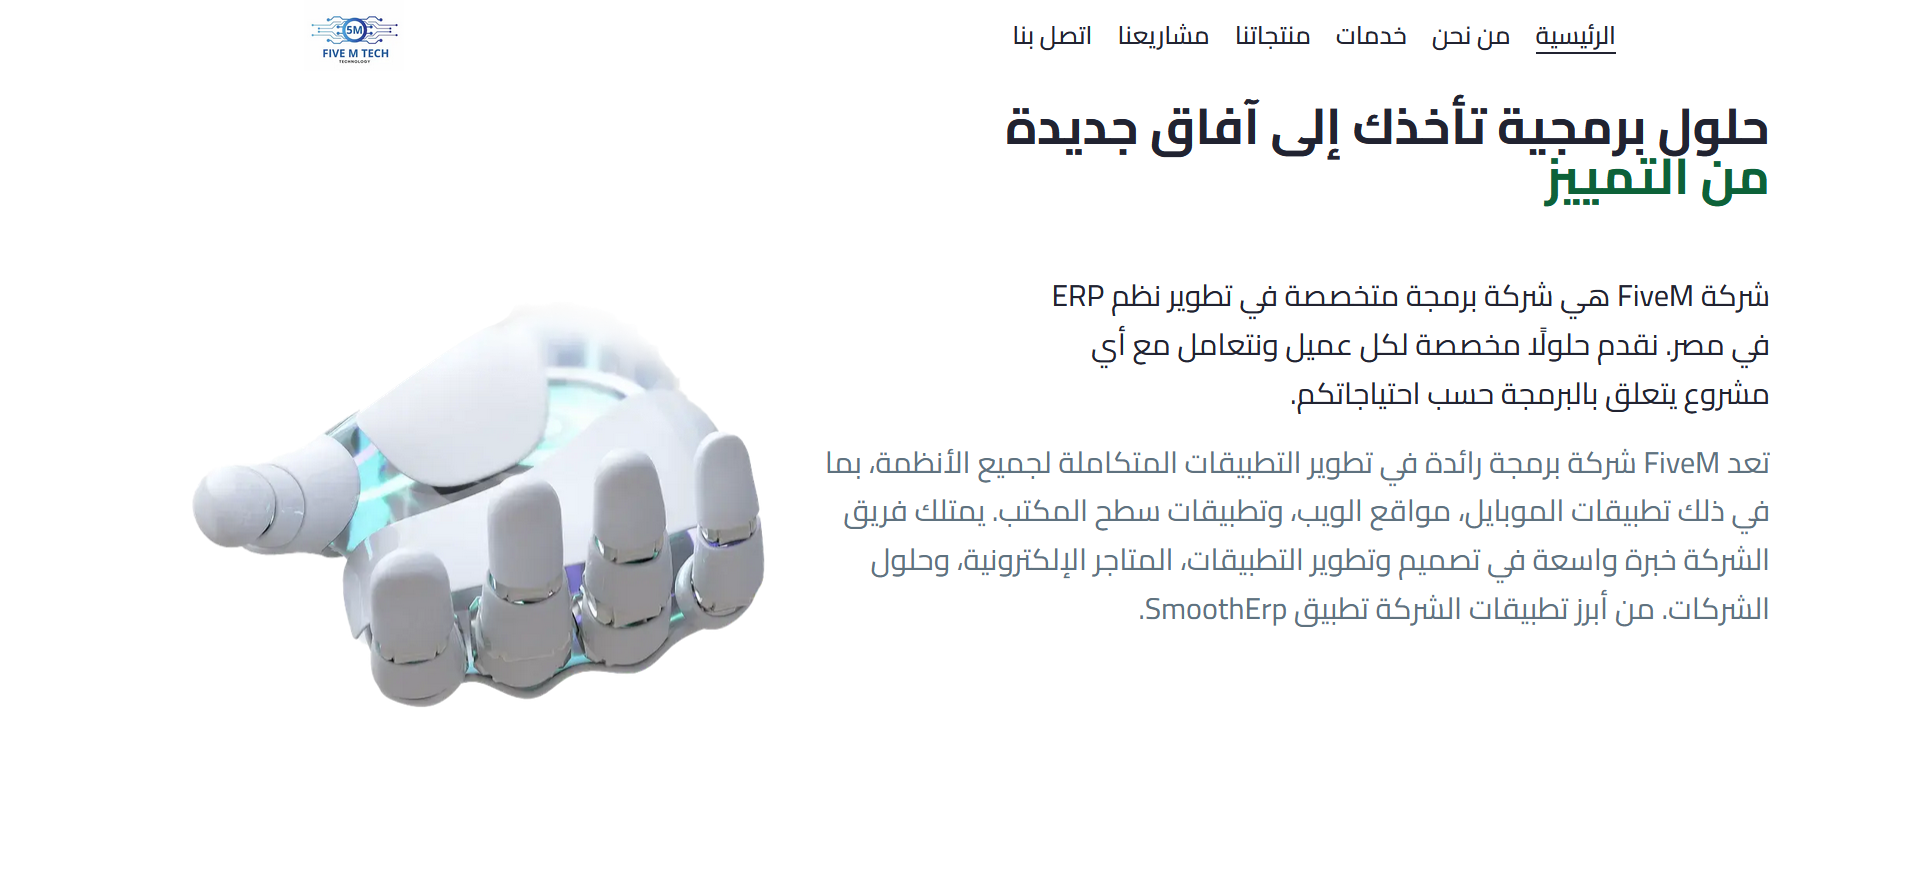 الرئيسية من نحن خدمات منتجاتنا مشاريعنا اتصل بنا
5M
FIVE M TECH
TECHNOLOGY
حلول برمجية تأخذك إلى آفاق جديدة
من التمييز
شركة FiveM هي شركة برمجة متخصصة في تطوير نظم ERP
في مصر. نقدم حلولًا مخصصة لكل عميل ونتعامل مع أي
مشروع يتعلق بالبرمجة حسب احتياجاتكم.
تعد FiveM شركة برمجة رائدة في تطوير التطبيقات المتكاملة لجميع الأنظمة، بما
في ذلك تطبيقات الموبايل، مواقع الويب، وتطبيقات سطح المكتب. يمتلك فريق
الشركة خبرة واسعة في تصميم وتطوير التطبيقات، المتاجر الإلكترونية، وحلول
الشركات. من أبرز تطبيقات الشركة تطبيق SmoothErp.